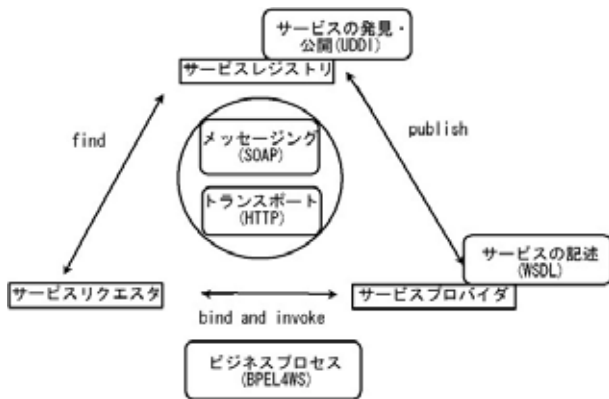 サービスの発見・
公開(UDDI)
サービスレジストリ
find
publish
メッセージング
(SOAP)
トランスポート
(HTTP)
サービスの記述
(WSDL)
サービスリクエスタ
サービスプロバイダ
bind and invoke
ビジネスプロセス
(BPEL4WS)